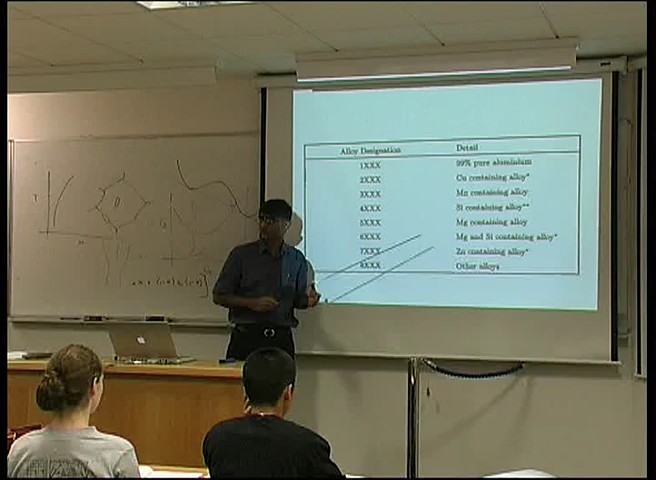 Alloy Designation Detail
1XXX 99% pure aluminium
2XXX Cu containing alloy*
3XXX Mn containing alloy
4XXX Si containing alloy**
5XXX Mg containing alloy
6XXX Mg and Si containing alloy*
7XXX Zn containing alloy*
8XXX Other alloys
T
D